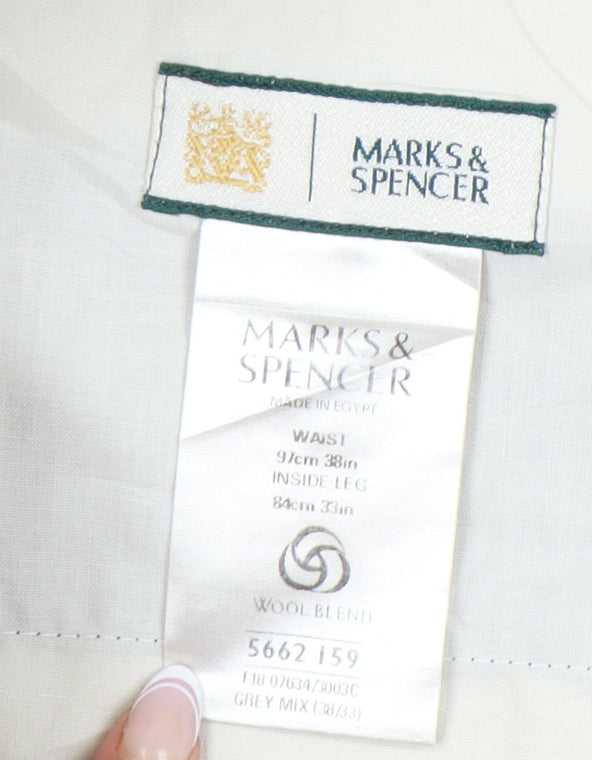 MARKS &
SPENCER
MARKS &
SPENCER
MADE IN EGYPT
WAIST
97cm 38in
INSIDE LEG
84cm 33in
WOOL BLEND
5662 159
T18 07634/3003C
GREY MIX (38/33)